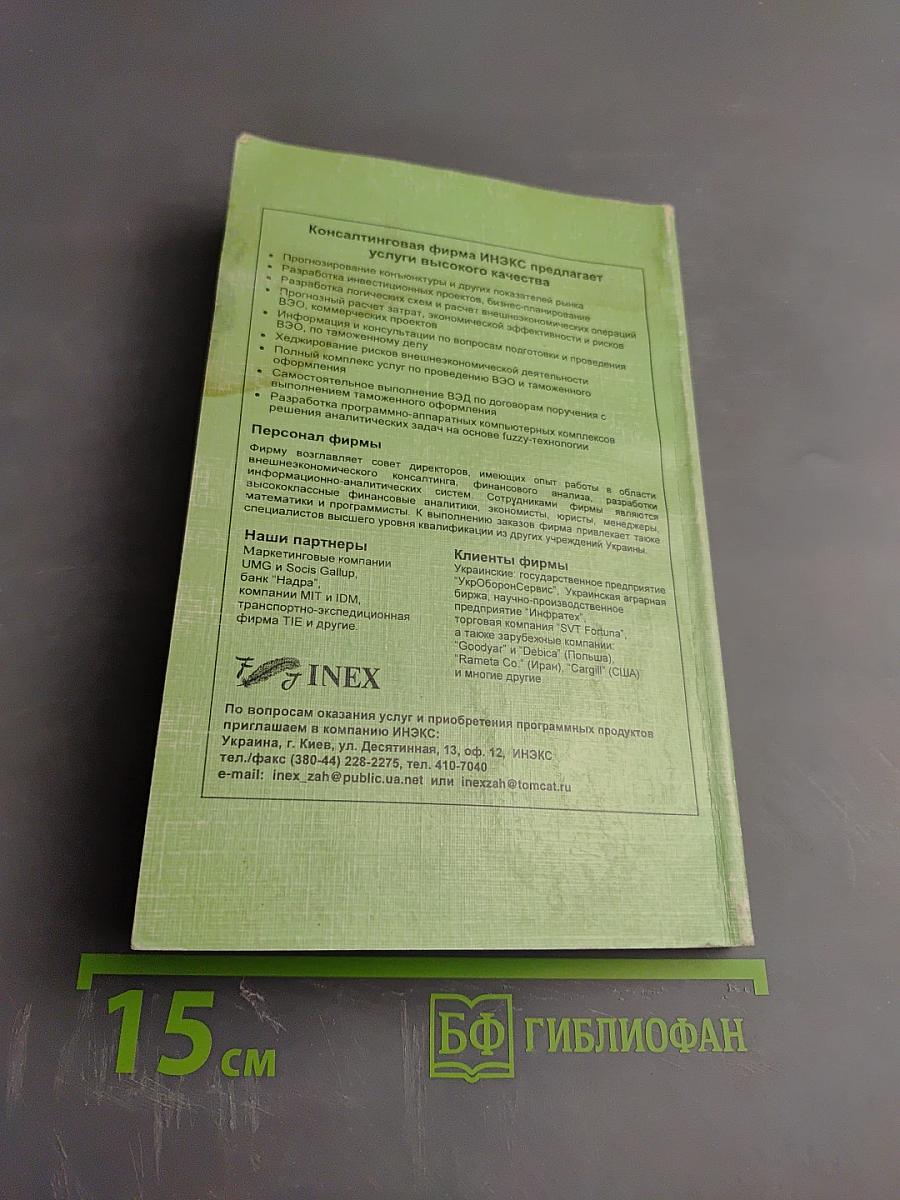 Консалтинговая фирма ИНЭКС предлагает
услуги высокого качества
• Прогнозирование конъюнктуры и других показателей рынка
• Разработка инвестиционных проектов, бизнес-планирование
• Разработка логических схем и расчет внешнеэкономических операций
• Прогнозный расчет затрат, экономической эффективности и рисков
ВЭО, коммерческих проектов
• Информация и консультации по вопросам подготовки и проведения
ВЭО, по таможенному делу
• Хеджирование рисков внешнеэкономической деятельности
• Полный комплекс услуг по проведению ВЭО и таможенного
оформления
• Самостоятельное выполнение ВЭД по договорам поручения с
выполнением таможенного оформления
• Разработка программно-аппаратных компьютерных комплексов
решения аналитических задач на основе fuzzy-технологии
Персонал фирмы
Фирму возглавляет совет директоров, имеющих опыт работы в области
внешнеэкономического консалтинга, финансового анализа, разработки
информационно-аналитических систем. Сотрудниками фирмы являются
высококлассные финансовые аналитики, экономисты, юристы, менеджеры,
математики и программисты. К выполнению заказов фирма привлекает также
специалистов высшего уровня квалификации из других учреждений Украины.
Наши партнеры
Маркетинговые компании
UMG и Socis Gallup,
банк "Надра",
компании MIT и IDM,
транспортно-экспедиционная
фирма TIE и другие.
Клиенты фирмы
Украинские: государственное предприятие
"УкрОборонСервис", Украинская аграрная
биржа, научно-производственное
предприятие "Инфратех",
торговая компания "SVT Fortuna",
а также зарубежные компании:
"Goodyar" и "Debica" (Польша),
"Rameta Co." (Иран), "Cargill" (США)
и многие другие
F J INEX
По вопросам оказания услуг и приобретения программных продуктов
приглашаем в компанию ИНЭКС:
Украина, г. Киев, ул. Десятинная, 13, оф. 12, ИНЭКС
тел./факс (380-44) 228-2275, тел. 410-7040
e-mail: inex_zah@public.ua.net или inexzah@tomcat.ru
15 см
БФ ГИБЛИОФАН